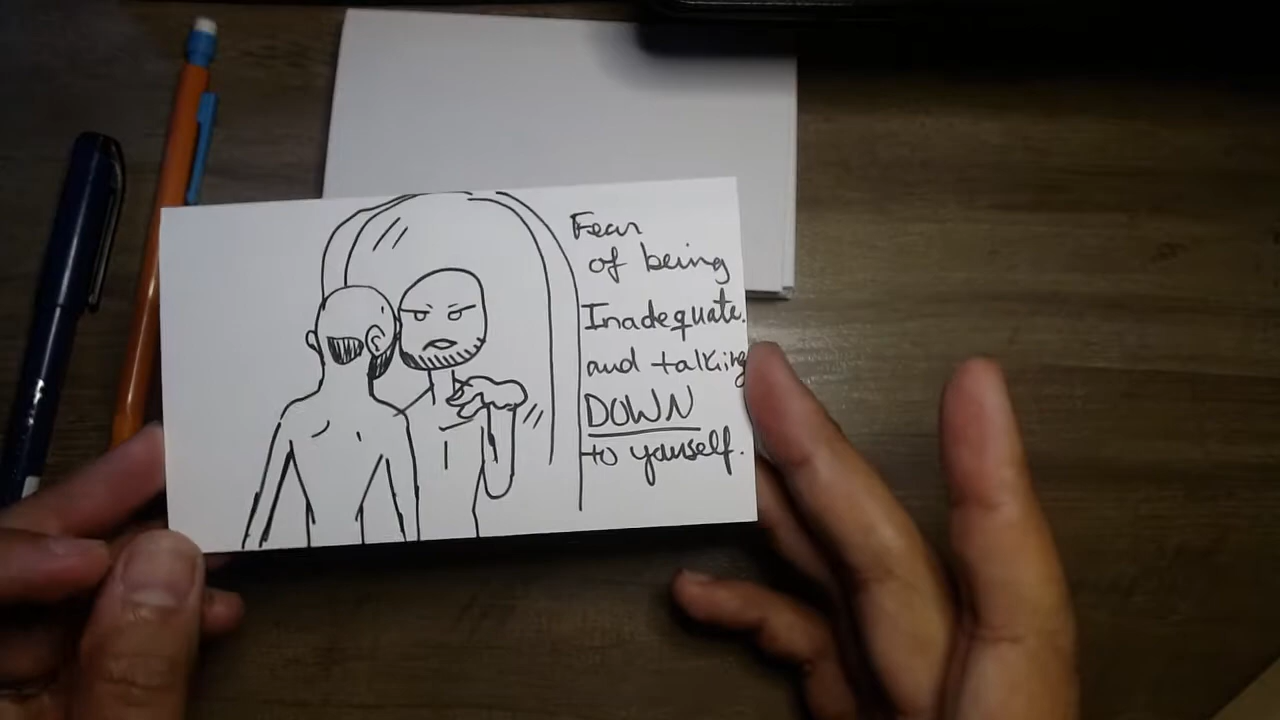 Fear
of being
Inadequate.
and talking
DOWN
to yourself.